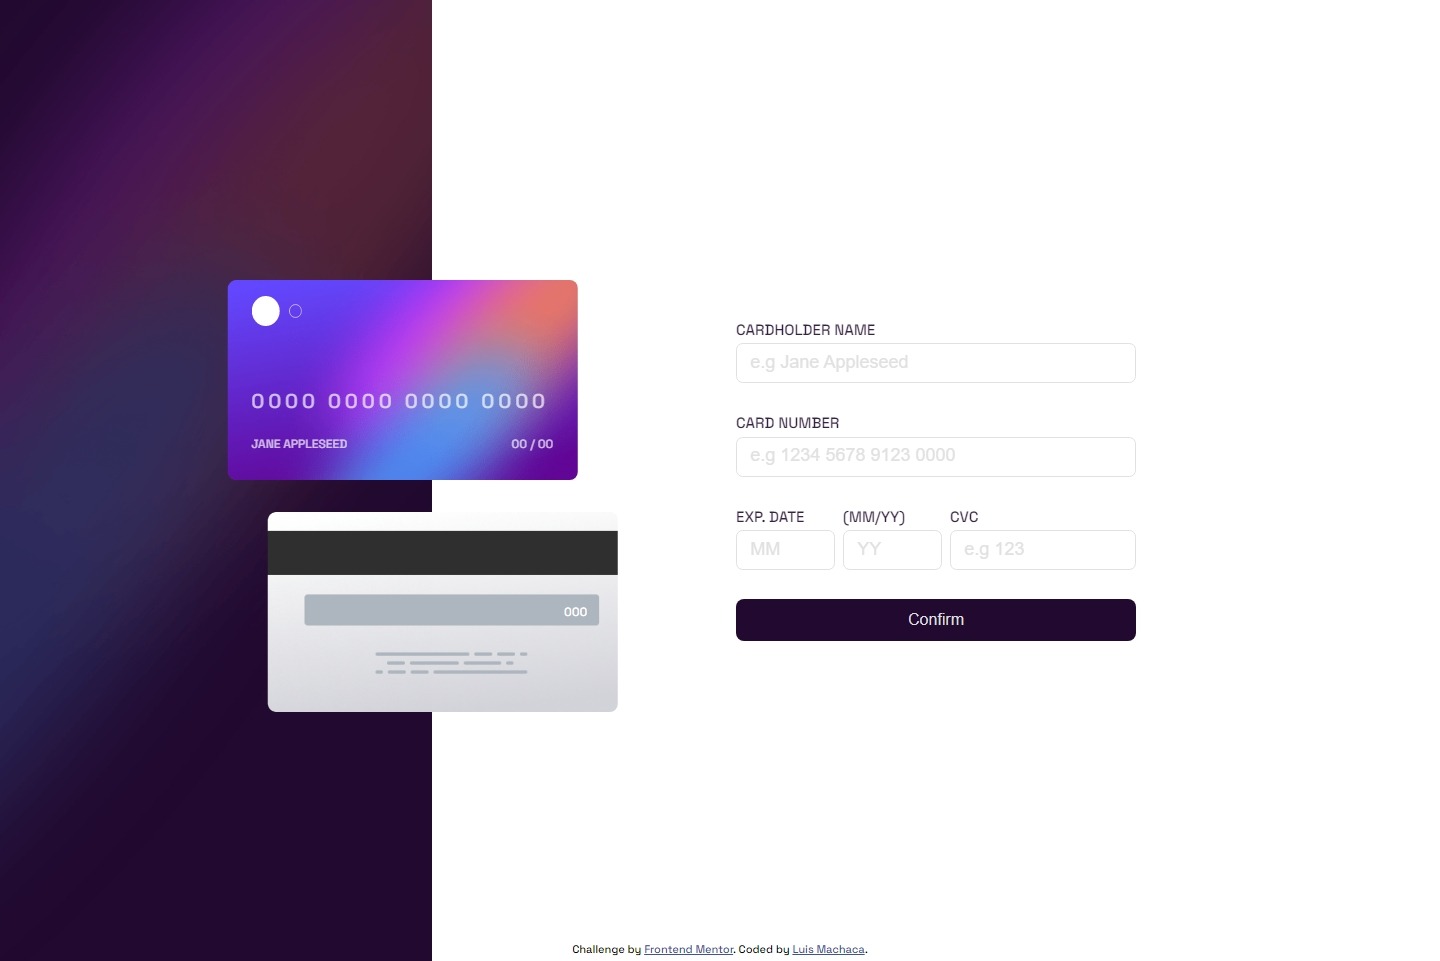 0000 0000 0000 0000
JANE APPLESEED 00 / 00
000
CARDHOLDER NAME
e.g Jane Appleseed
CARD NUMBER
e.g 1234 5678 9123 0000
EXP. DATE (MM/YY) CVC
MM YY e.g 123
Confirm
Challenge by Frontend Mentor. Coded by Luis Machaca.